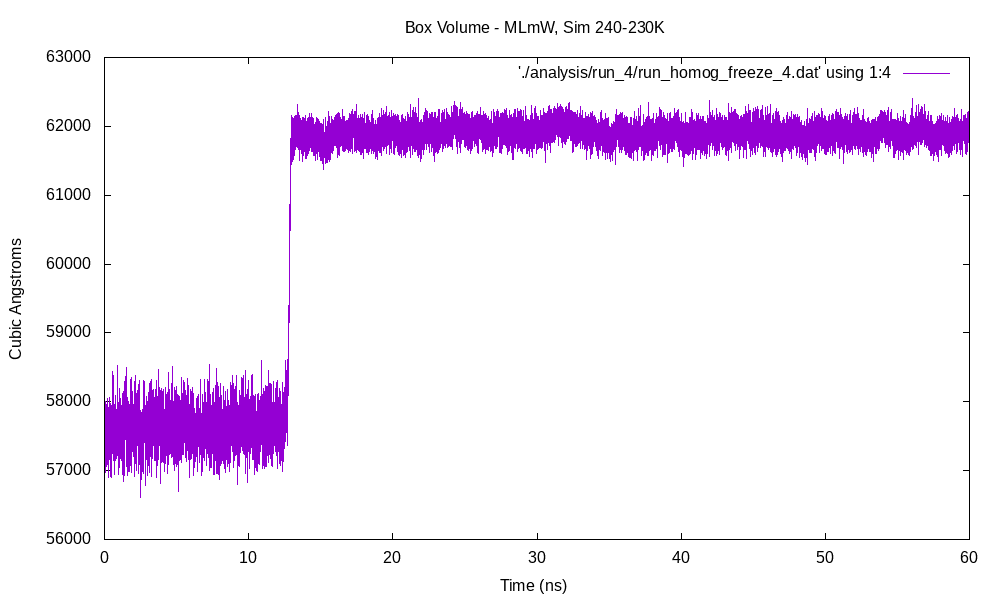 Box Volume - MLmW, Sim 240-230K
63000
'./analysis/run_4/run_homog_freeze_4.dat' using 1:4
62000
61000
60000
59000
58000
57000
56000
Cubic Angstroms
0 10 20 30 40 50 60
Time (ns)